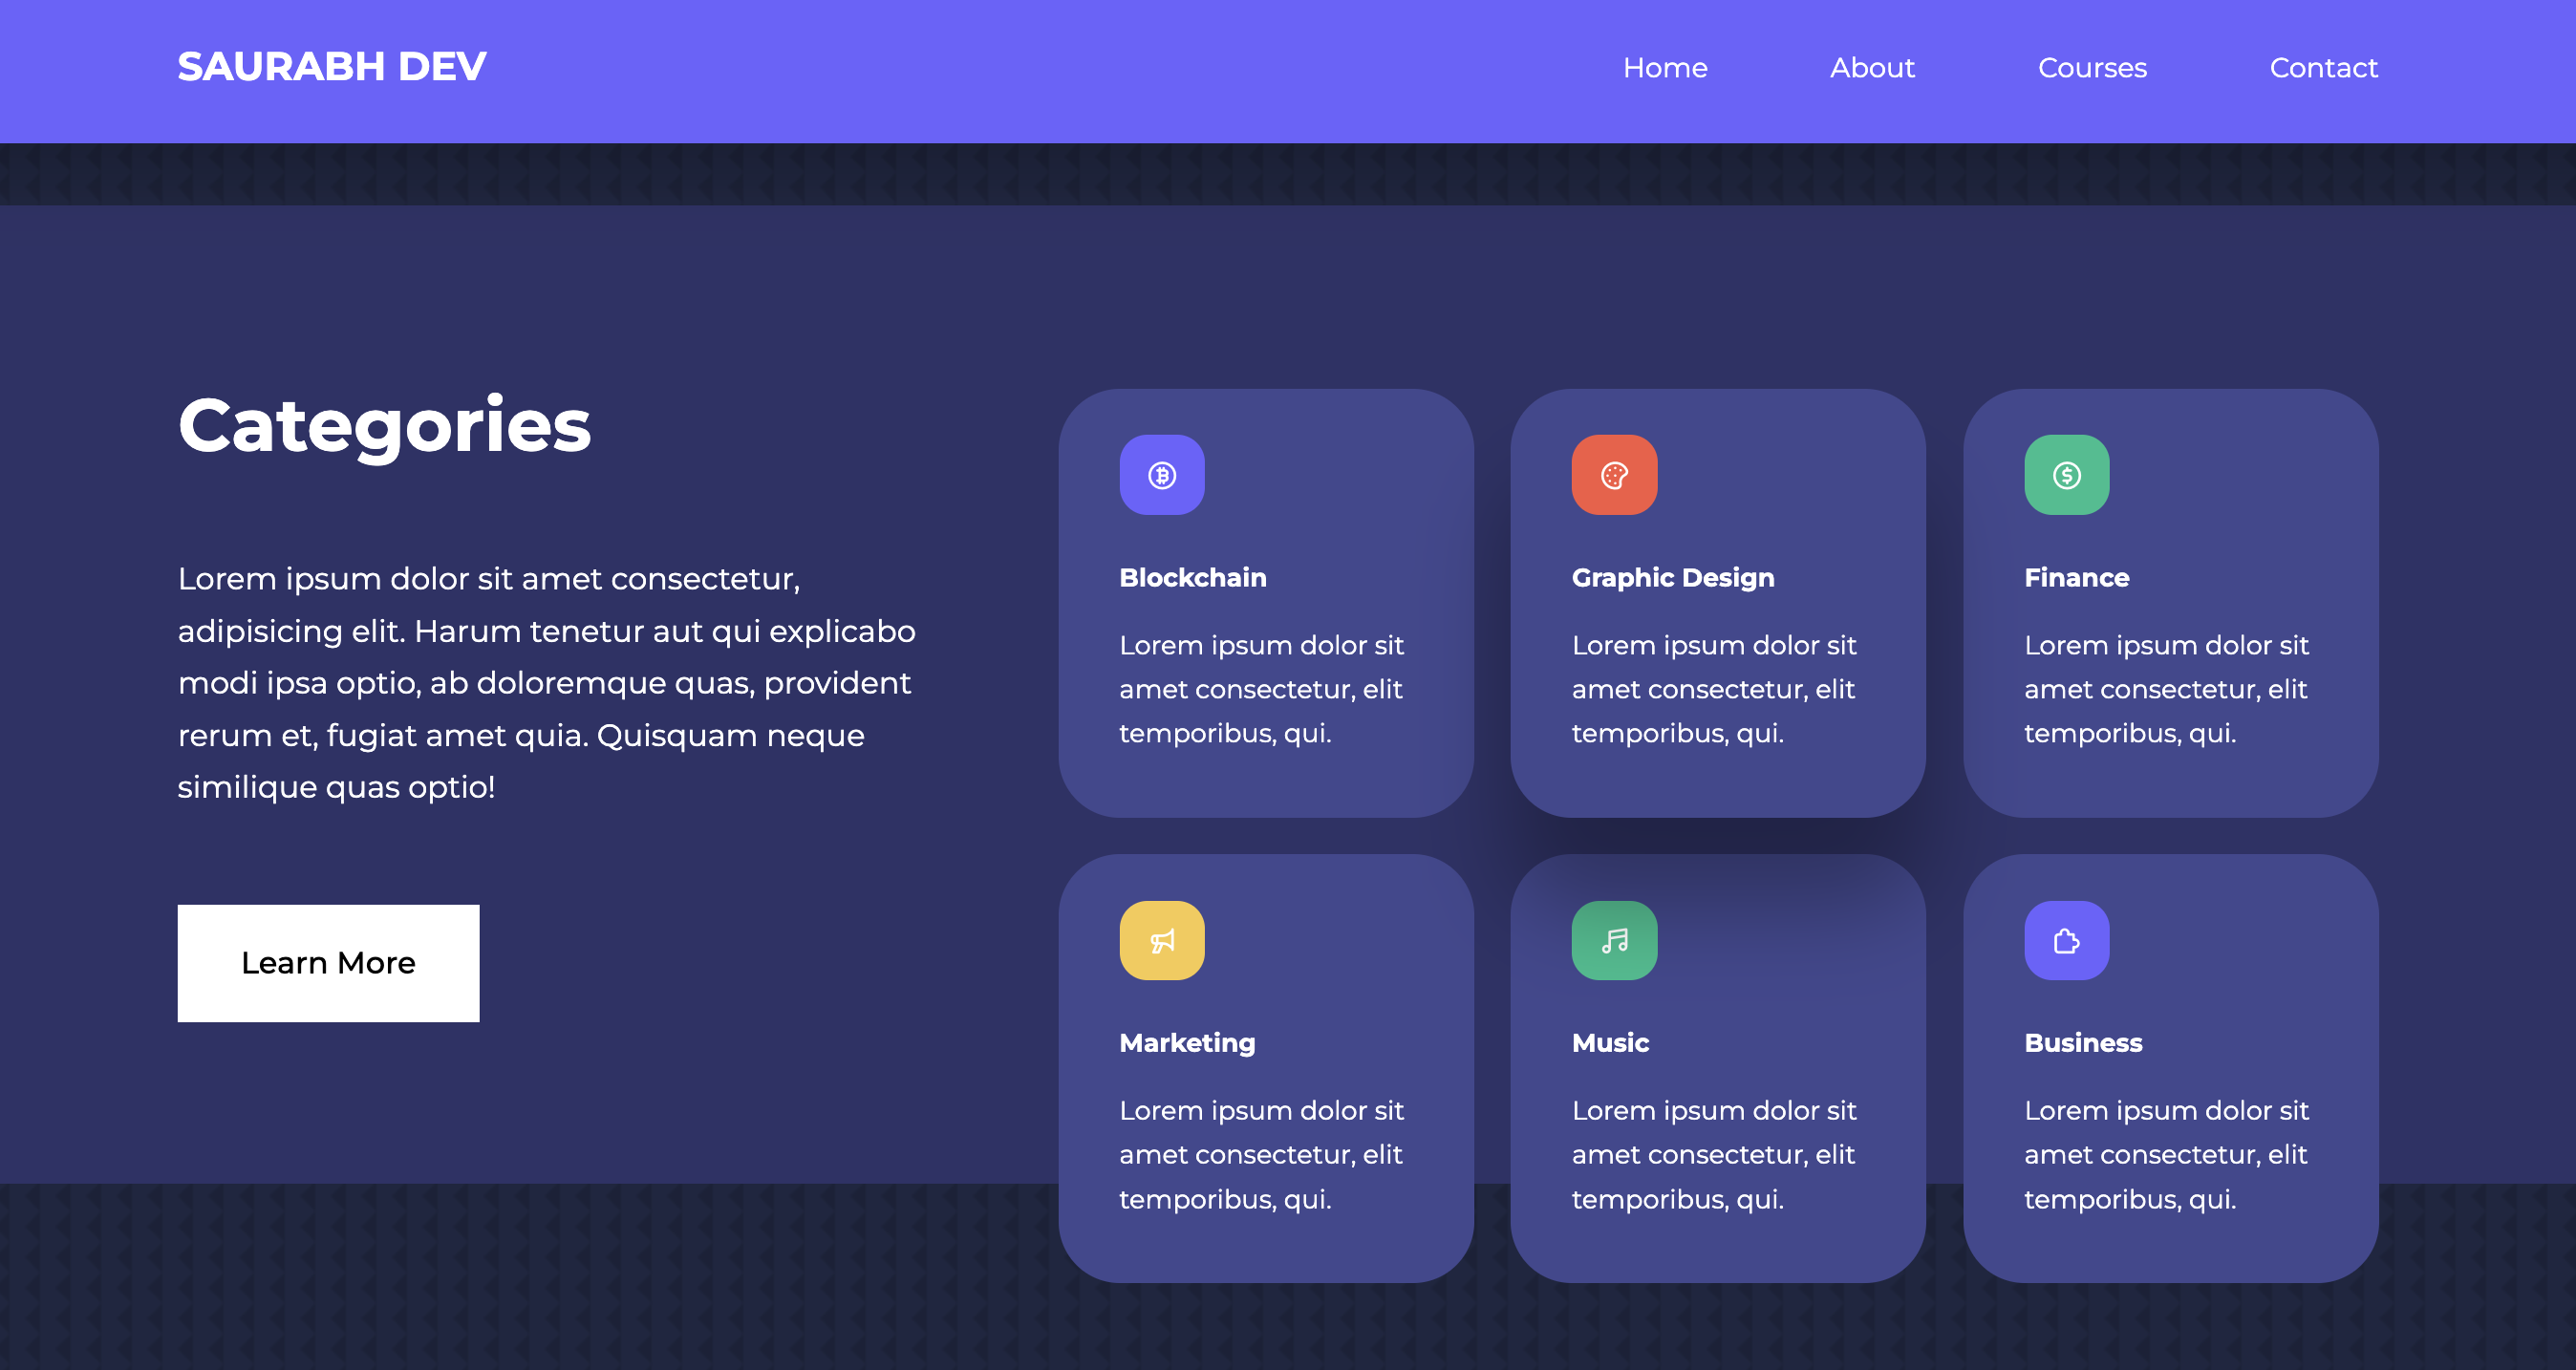 SAURABH DEV
Home
About
Courses
Contact
Categories
Lorem ipsum dolor sit amet consectetur,
adipisicing elit. Harum tenetur aut qui explicabo
modi ipsa optio, ab doloremque quas, provident
rerum et, fugiat amet quia. Quisquam neque
similique quas optio!
Learn More
Blockchain
Lorem ipsum dolor sit
amet consectetur, elit
temporibus, qui.
Graphic Design
Lorem ipsum dolor sit
amet consectetur, elit
temporibus, qui.
Finance
Lorem ipsum dolor sit
amet consectetur, elit
temporibus, qui.
Marketing
Lorem ipsum dolor sit
amet consectetur, elit
temporibus, qui.
Music
Lorem ipsum dolor sit
amet consectetur, elit
temporibus, qui.
Business
Lorem ipsum dolor sit
amet consectetur, elit
temporibus, qui.